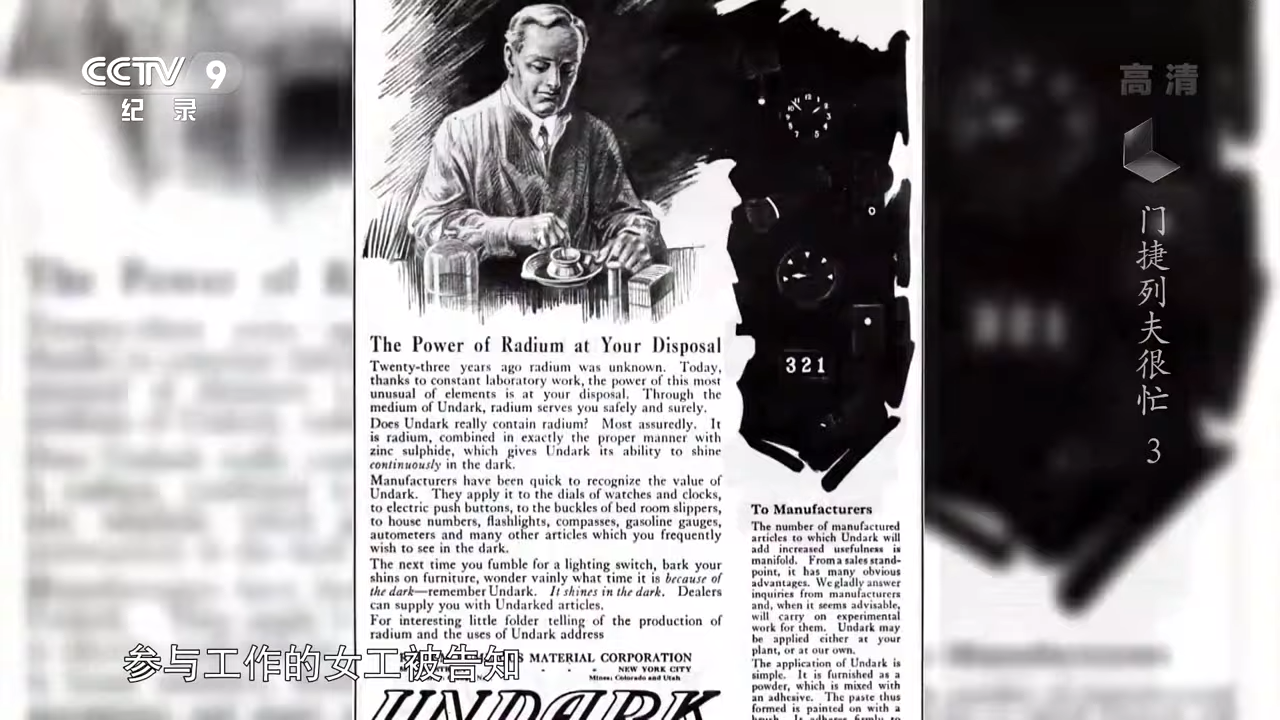 CCTV 9
纪录
高清
门捷列夫很忙 3
The Power of Radium at Your Disposal
Twenty-three years ago radium was unknown. Today,
thanks to constant laboratory work, the power of this most
unusual of elements is at your disposal. Through the
medium of Undark, radium serves you safely and surely.
Does Undark really contain radium? Most assuredly. It
is radium, combined in exactly the proper manner with
zinc sulphide, which gives Undark its ability to shine
continuously in the dark.
Manufacturers have been quick to recognize the value of
Undark. They apply it to the dials of watches and clocks,
to electric push buttons, to the buckles of bed room slippers,
to house numbers, flashlights, compasses, gasoline gauges,
autometers and many other articles which you frequently
wish to see in the dark.
The next time you fumble for a lighting switch, bark your
shins on furniture, wonder vainly what time it is because of
the dark—remember Undark. It shines in the dark. Dealers
can supply you with Undarked articles.
For interesting little folder telling of the production of
radium and the uses of Undark address
MATERIAL CORPORATION
NEW YORK CITY
Mines: Colorado and Utah
UNDARK
321
To Manufacturers
The number of manufactured
articles to which Undark will
add increased usefulness is
manifold. From a sales stand-
point, it has many obvious
advantages. We gladly answer
inquiries from manufacturers
and, when it seems advisable,
will carry on experimental
work for them. Undark may
be applied either at your
plant, or at our own.
The application of Undark is
simple. It is furnished as a
powder, which is mixed with
an adhesive. The paste thus
formed is painted on with a
brush. It adheres firmly to
参与工作的女工被告知